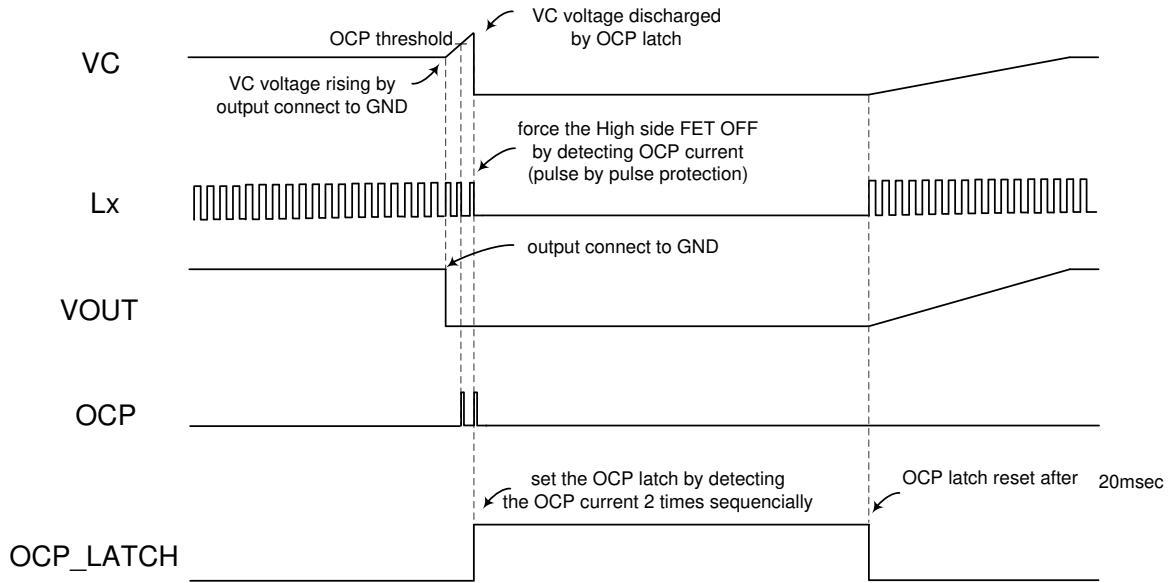 VC voltage discharged
by OCP latch
OCP threshold
VC
VC voltage rising by
output connect to GND
force the High side FET OFF
by detecting OCP current
(pulse by pulse protection)
Lx
output connect to GND
VOUT
OCP
set the OCP latch by detecting
the OCP current 2 times sequencially
OCP latch reset after 20msec
OCP_LATCH